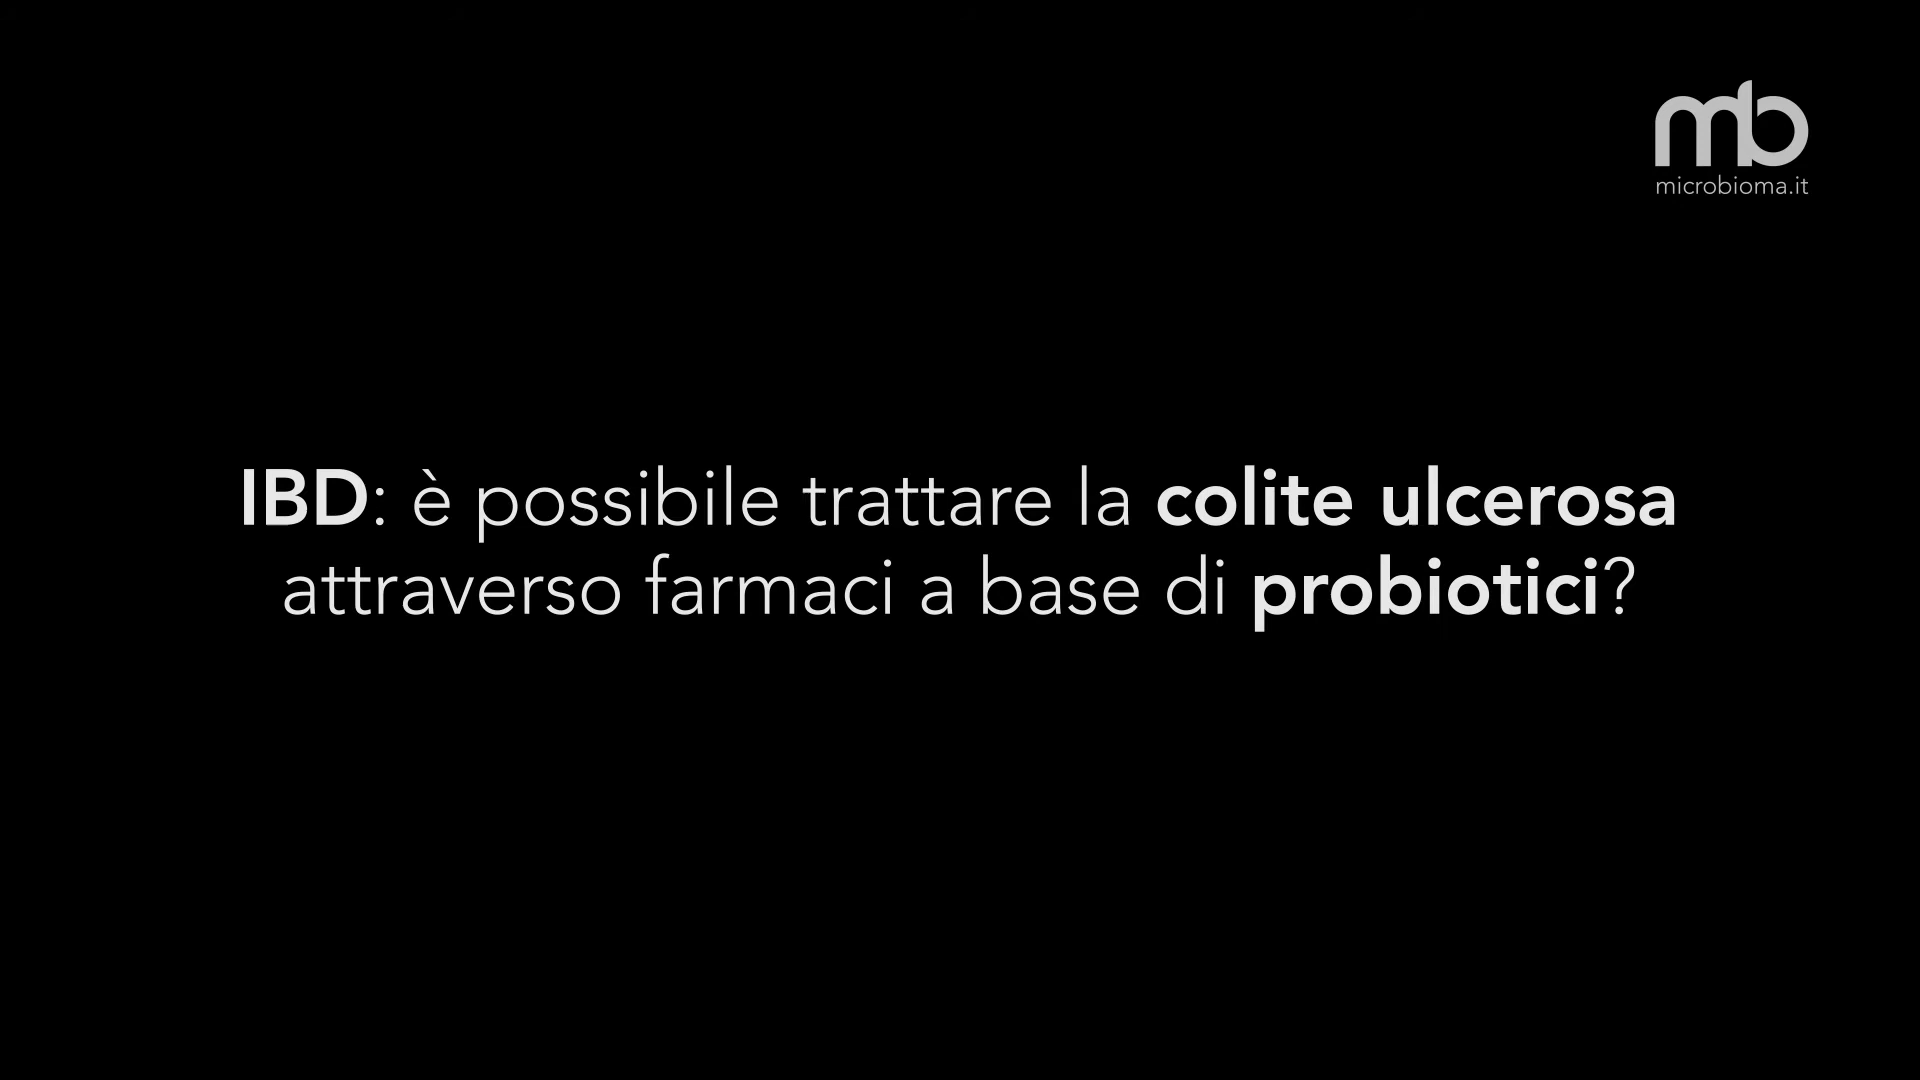 mb
microbioma.it
IBD: è possibile trattare la colite ulcerosa
attraverso farmaci a base di probiotici?